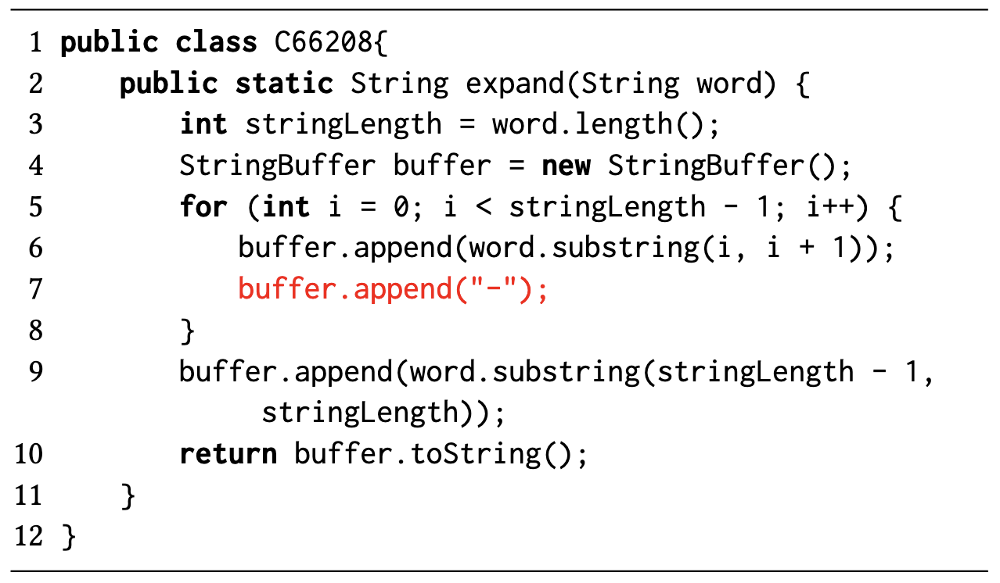 1 public class C66208{
2 public static String expand(String word) {
3 int stringLength = word.length();
4 StringBuffer buffer = new StringBuffer();
5 for (int i = 0; i < stringLength - 1; i++) {
6 buffer.append(word.substring(i, i + 1));
7 buffer.append("-");
8 }
9 buffer.append(word.substring(stringLength - 1,
stringLength));
10 return buffer.toString();
11 }
12 }